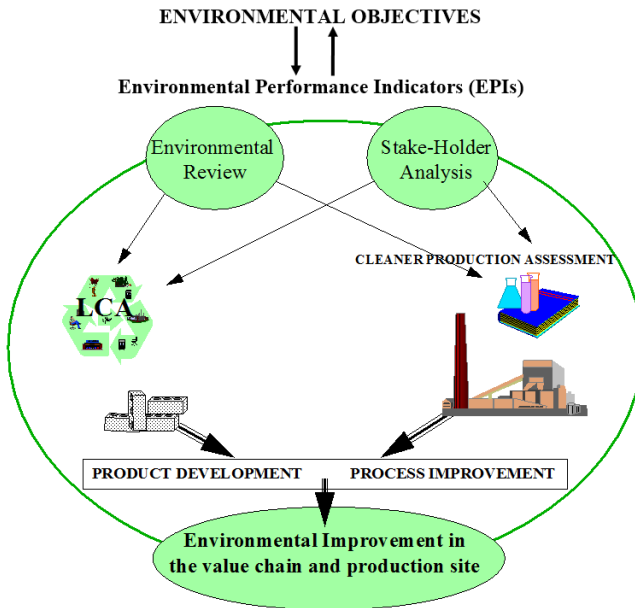 ENVIRONMENTAL OBJECTIVES
Environmental Performance Indicators (EPIs)
Environmental
Review
Stake-Holder
Analysis
CLEANER PRODUCTION ASSESSMENT
LCA
PRODUCT DEVELOPMENT
PROCESS IMPROVEMENT
Environmental Improvement in
the value chain and production site